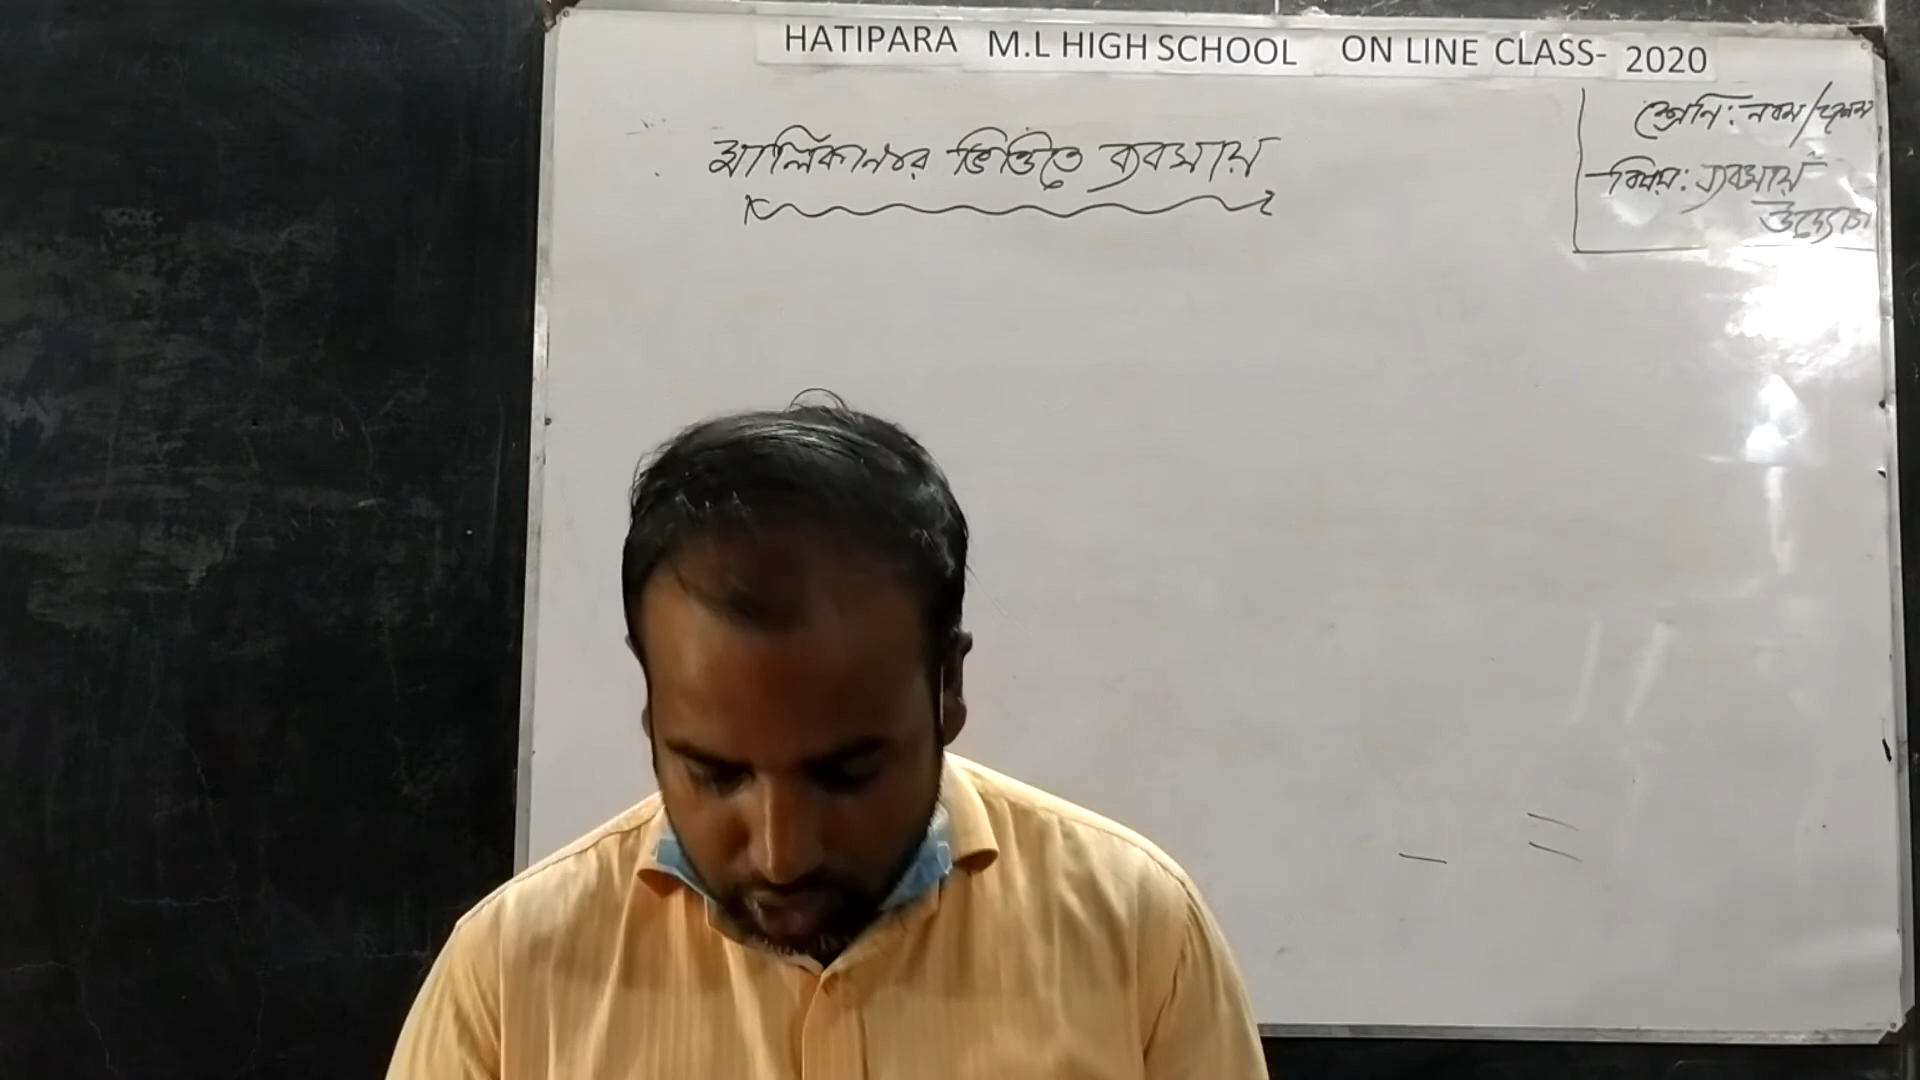 HATIPARA M.L HIGH SCHOOL ON LINE CLASS- 2020
শ্রেনি: নবম/দশম
মালিকানার ভিত্তিতে ব্যবসায়
বিষয়: ব্যবসায়
উদ্যোগ